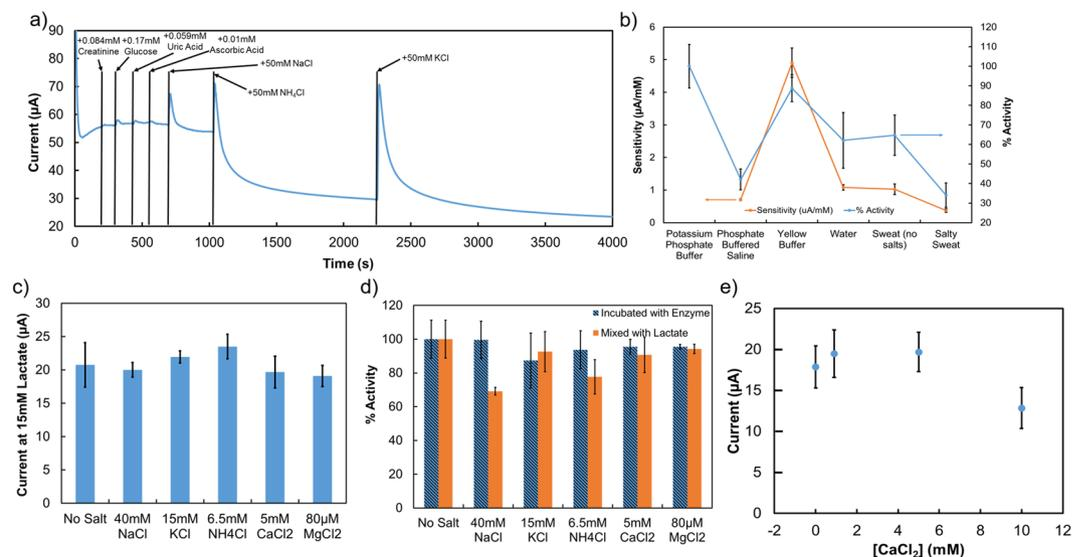 a)
90
80
70
60
50
40
30
20
Current (µA)
0
500
1000
1500
2000
2500
3000
3500
4000
Time (s)
+0.084mM
Creatinine
+0.17mM
Glucose
+0.059mM
Uric Acid
+0.01mM
Ascorbic Acid
+50mM NaCl
+50mM NH4Cl
+50mM KCl
b)
6
5
4
3
2
1
0
Sensitivity (µA/mM)
120
110
100
90
80
70
60
50
40
30
20
% Activity
Sensitivity (uA/mM)
% Activity
Potassium
Phosphate
Buffer
Phosphate
Buffered
Saline
Yellow
Buffer
Water
Sweat (no
salts)
Salty
Sweat
c)
30
25
20
15
10
5
0
Current at 15mM Lactate (µA)
No Salt
40mM
NaCl
15mM
KCl
6.5mM
NH4Cl
5mM
CaCl2
80µM
MgCl2
d)
120
100
80
60
40
20
0
% Activity
Incubated with Enzyme
Mixed with Lactate
No Salt
40mM
NaCl
15mM
KCl
6.5mM
NH4Cl
5mM
CaCl2
80µM
MgCl2
e)
25
20
15
10
5
0
Current (µA)
-2
0
2
4
6
8
10
12
[CaCl2] (mM)